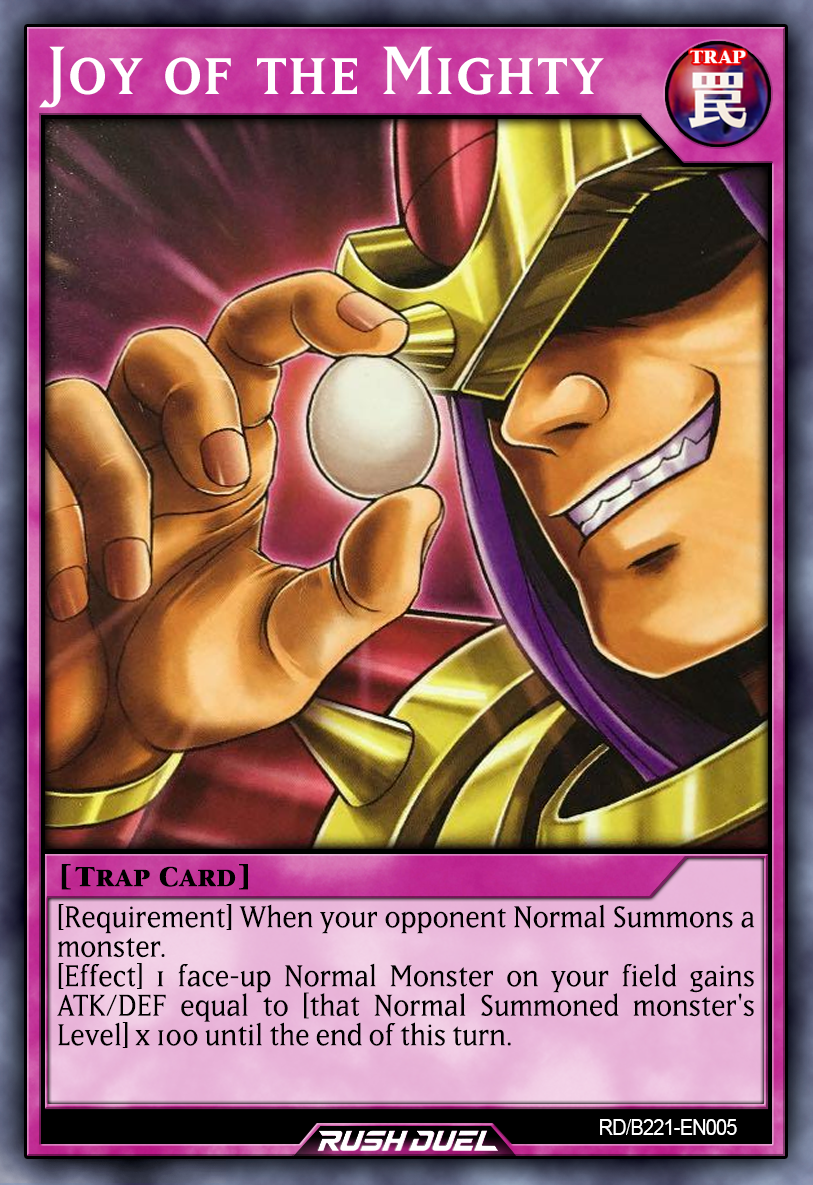 Joy of the Mighty
TRAP
罠
[Trap Card]
[Requirement] When your opponent Normal Summons a
monster.
[Effect] 1 face-up Normal Monster on your field gains
ATK/DEF equal to [that Normal Summoned monster's
Level] x 100 until the end of this turn.
RD/B221-EN005
RUSH DUEL